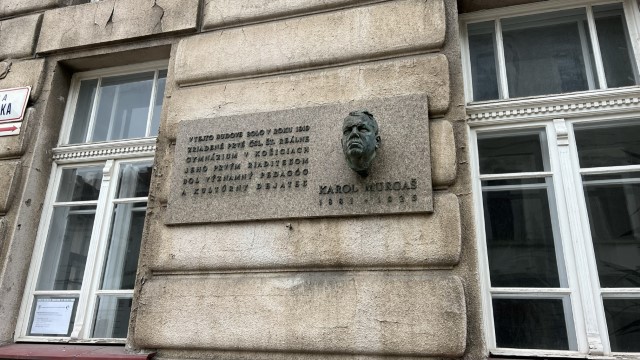 V TEJTO BUDOVE BOLO V ROKU 1919
ZRIADENÉ PRVÉ ČSL. ŠT. REÁLNE
GYMNÁZIUM V KOŠICIACH
JEHO PRVÝM RIADITEĽOM
BOL VÝZNAMNÝ PEDAGÓG
A KULTÚRNY DEJATEĽ
KAROL MURGAŠ